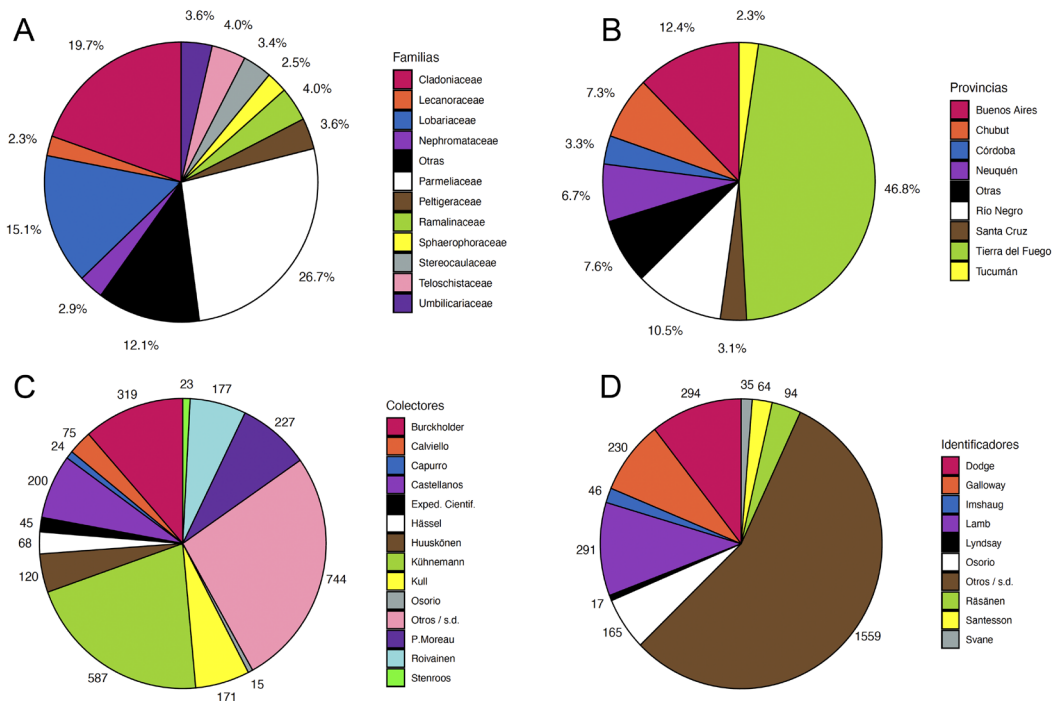 A
3.6%
4.0%
3.4%
2.5%
4.0%
3.6%
26.7%
12.1%
2.9%
15.1%
2.3%
19.7%
Familias
Cladoniaceae
Lecanoraceae
Lobariaceae
Nephromataceae
Otras
Parmeliaceae
Peltigeraceae
Ramalinaceae
Sphaerophoraceae
Stereocaulaceae
Teloschistaceae
Umbilicariaceae
B
2.3%
46.8%
3.1%
10.5%
7.6%
6.7%
3.3%
7.3%
12.4%
Provincias
Buenos Aires
Chubut
Córdoba
Neuquén
Otras
Rio Negro
Santa Cruz
Tierra del Fuego
Tucumán
C
23
177
227
744
15
171
587
120
68
45
200
24
75
319
Colectores
Burckholder
Calviello
Capurro
Castellanos
Exped. Cientif.
Hässel
Huuskönen
Kühnemann
Kull
Osorio
Otros / s.d.
P.Moreau
Roivainen
Stenroos
D
35
64
94
1559
165
17
291
46
230
294
Identificadores
Dodge
Galloway
Imshaug
Lamb
Lyndsay
Osorio
Otros / s.d.
Räsänen
Santesson
Svane